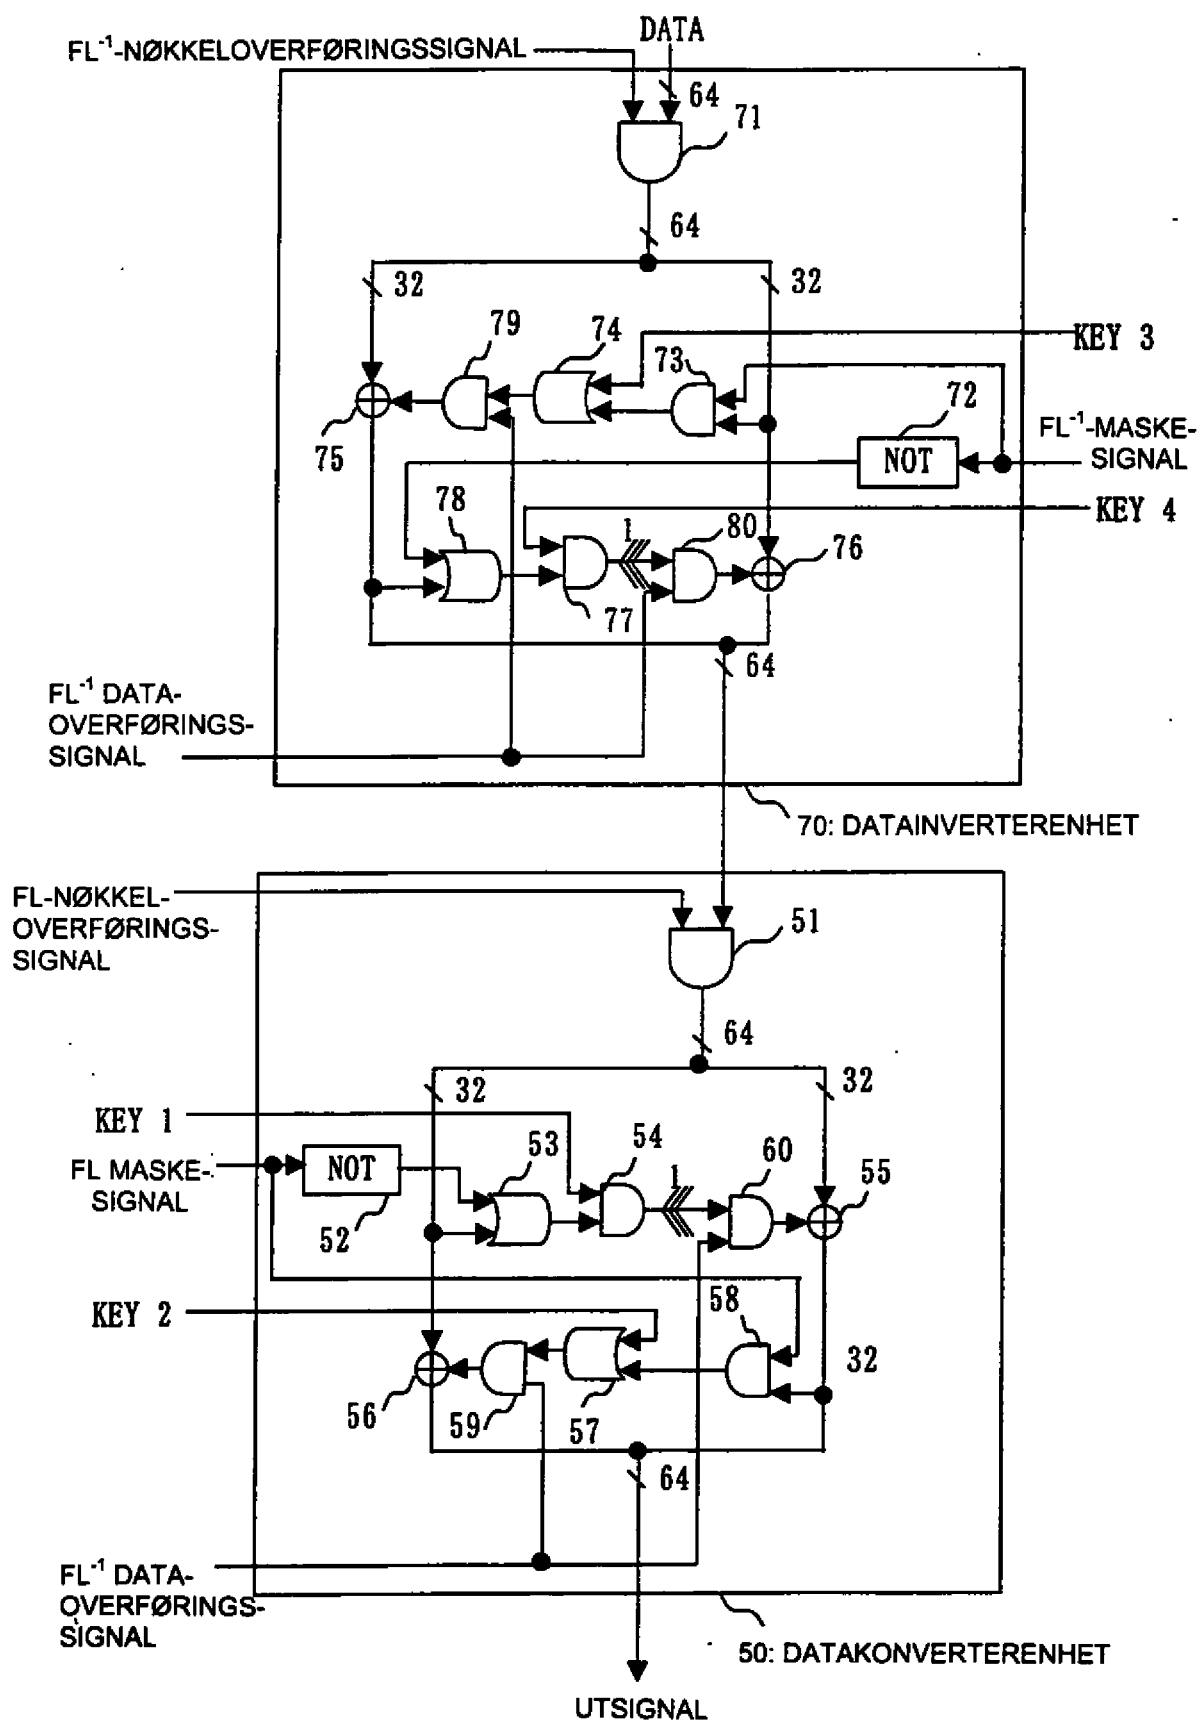 DATA
FL⁻¹-NØKKELOVERFØRINGSSIGNAL
64
71
64
32
32
79
74
KEY 3
73
72
FL⁻¹-MASKE-
SIGNAL
75
NOT
78
1
80
KEY 4
76
77
64
FL⁻¹ DATA-
OVERFØRINGS-
SIGNAL
70: DATAINVERTERENHET
FL-NØKKEL-
OVERFØRINGS-
SIGNAL
51
64
32
32
KEY 1
53
54
60
55
FL MASKE-
SIGNAL
NOT
1
52
KEY 2
58
32
56
59
57
64
FL⁻¹ DATA-
OVERFØRINGS-
SIGNAL
50: DATAKONVERTERENHET
UTSIGNAL